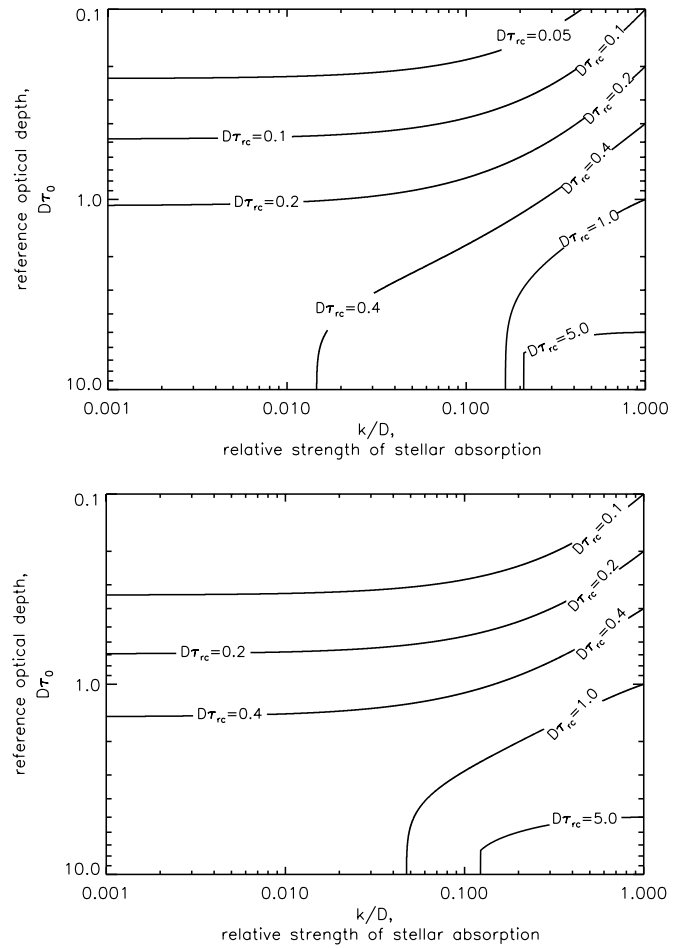 0.1
1.0
10.0
reference optical depth,
Dτ₀
Dτrc=0.05
Dτrc=0.1
Dτrc=0.2
Dτrc=0.1
Dτrc=0.4
Dτrc=0.2
Dτrc=1.0
Dτrc=0.4
Dτrc=5.0
0.001
0.010
0.100
1.000
k/D,
relative strength of stellar absorption
0.1
1.0
10.0
reference optical depth,
Dτ₀
Dτrc=0.1
Dτrc=0.2
Dτrc=0.4
Dτrc=0.2
Dτrc=1.0
Dτrc=0.4
Dτrc=5.0
0.001
0.010
0.100
1.000
k/D,
relative strength of stellar absorption